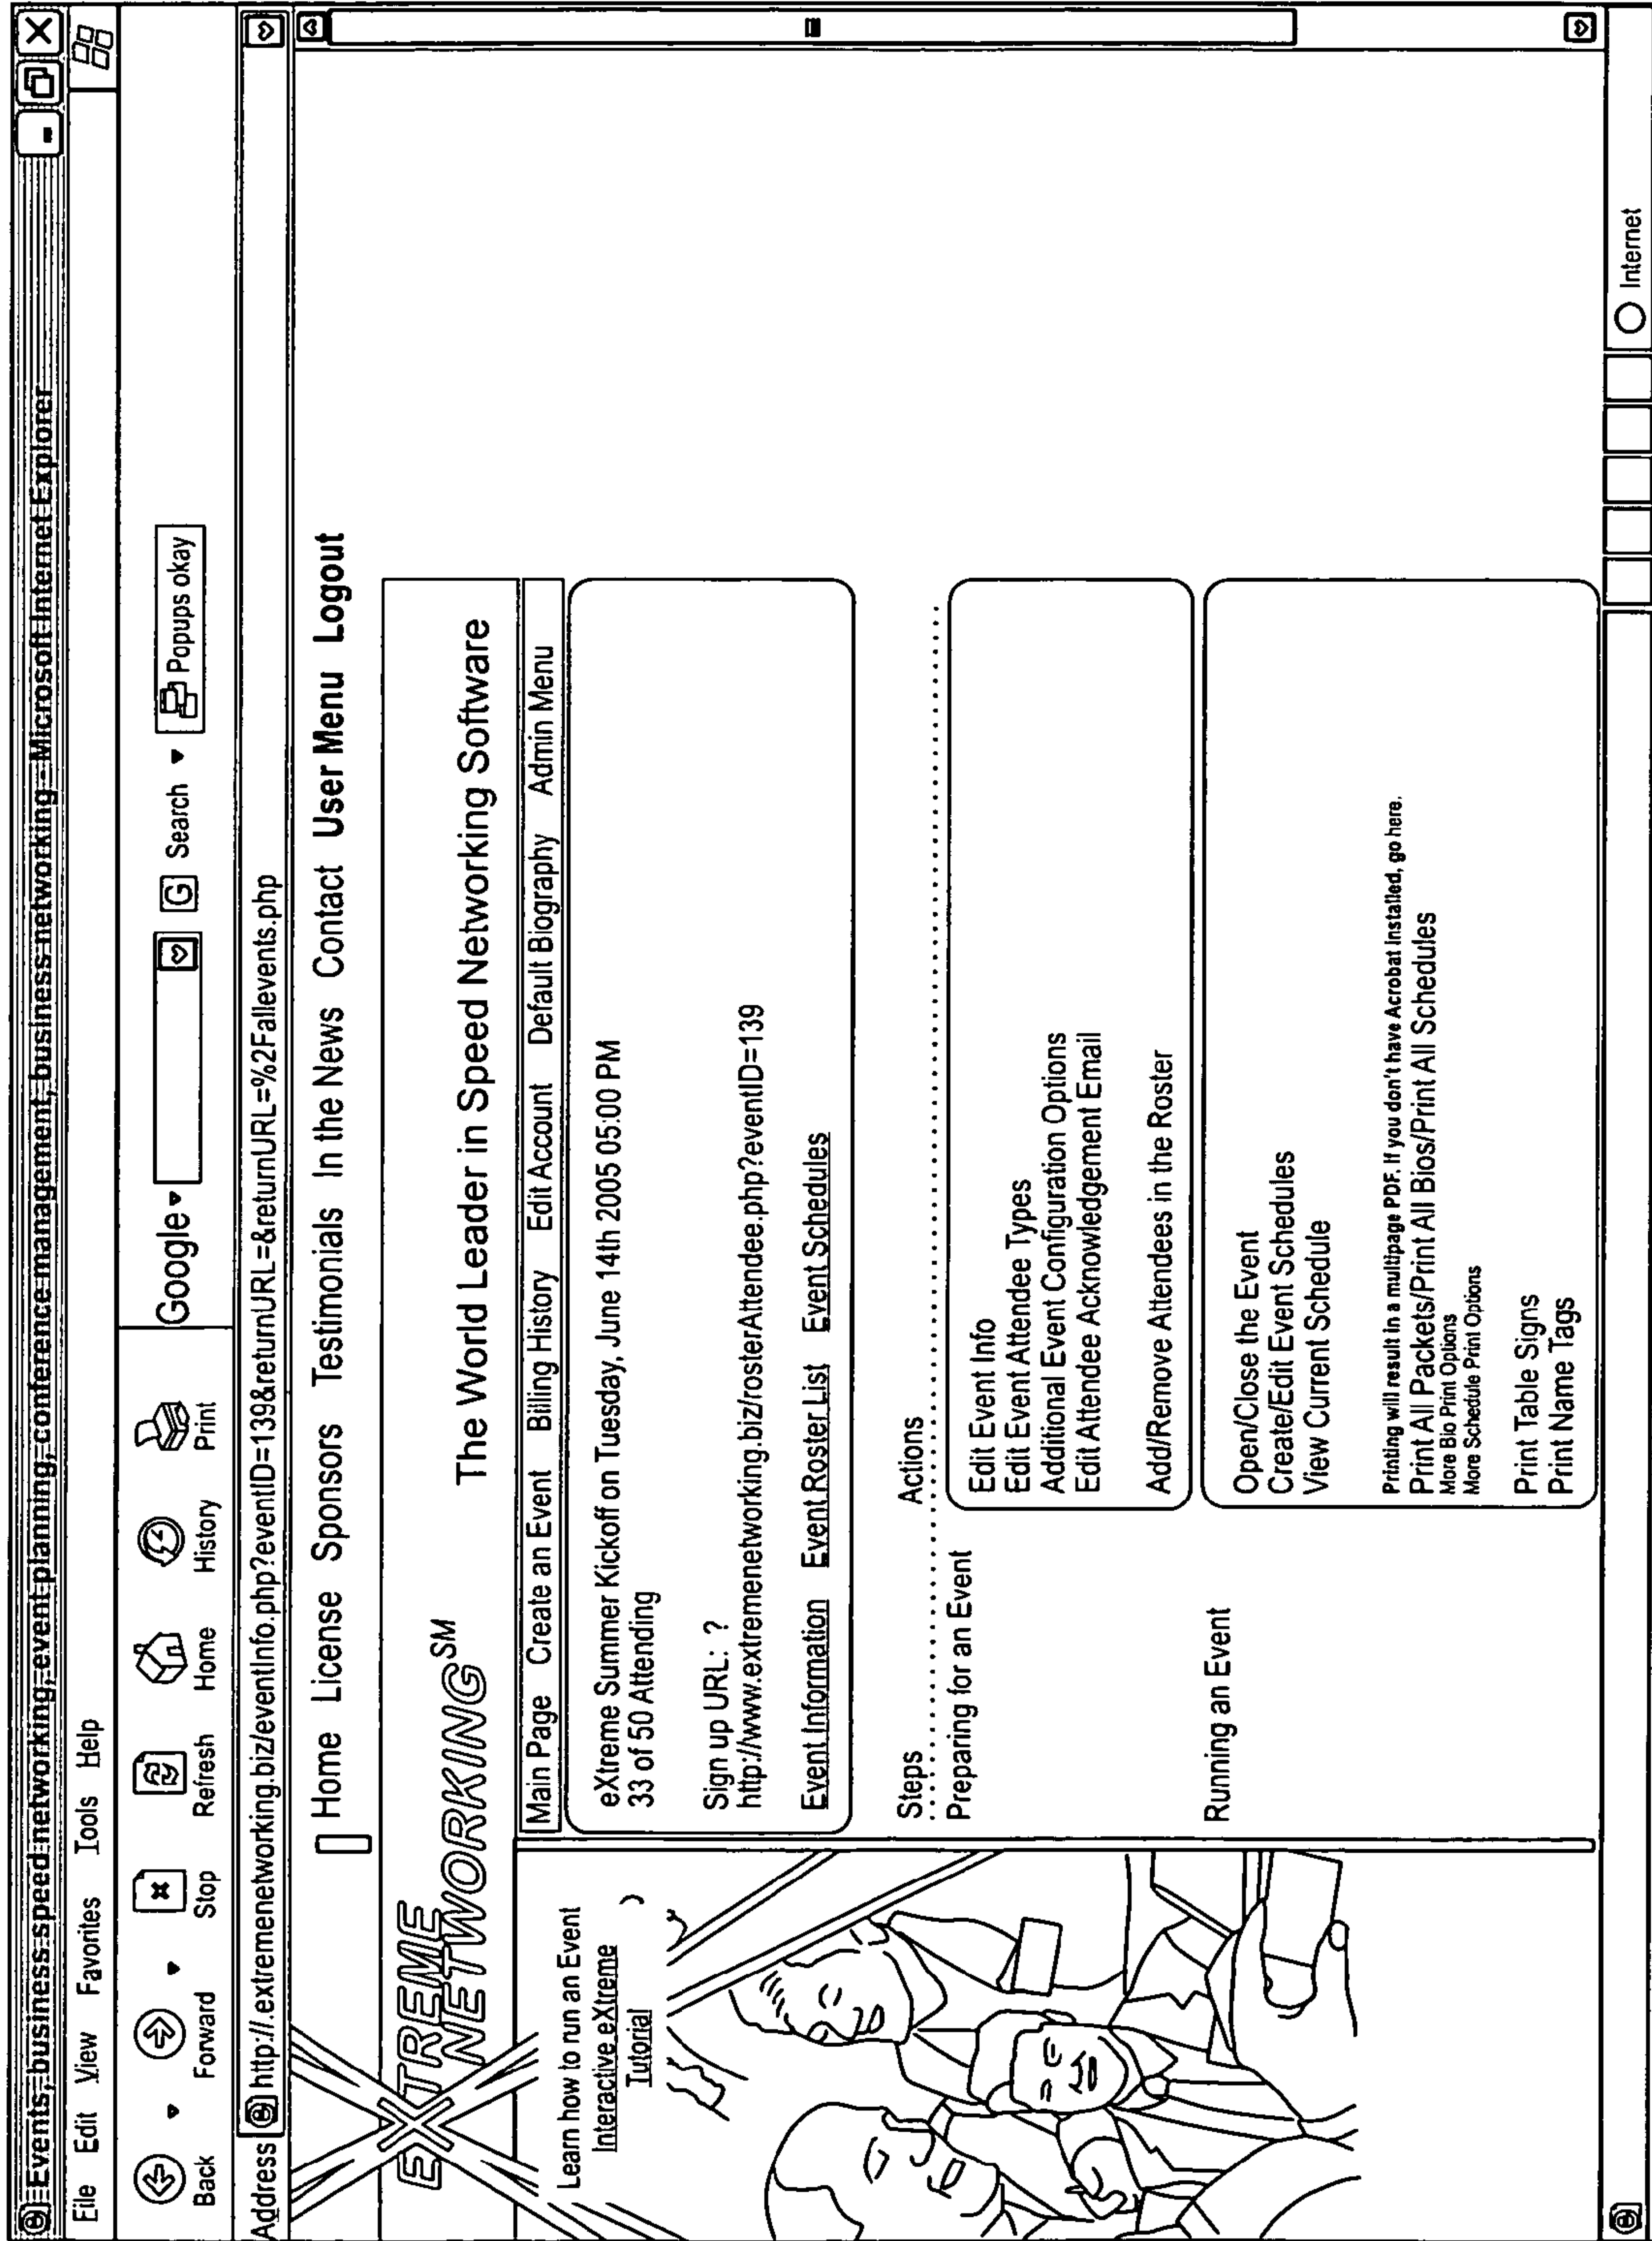 Events, business speed networking, event planning, conference management, business networking - Microsoft Internet Explorer
File Edit View Favorites Tools Help
Back Forward Stop Refresh Home History Print
Google G Search Popups okay
Address http://.extremenetworking.biz/eventInfo.php?eventID=139&returnURL=&returnURL=%2Fallevents.php
Home License Sponsors Testimonials In the News Contact User Menu Logout
EXTREME
NETWORKING SM
The World Leader in Speed Networking Software
Main Page Create an Event Billing History Edit Account Default Biography Admin Menu
Learn how to run an Event
Interactive eXtreme
Tutorial
eXtreme Summer Kickoff on Tuesday, June 14th 2005 05:00 PM
33 of 50 Attending
Sign up URL: ?
http://www.extremenetworking.biz/rosterAttendee.php?eventID=139
Event Information Event Roster List Event Schedules
Steps Actions
Preparing for an Event
Edit Event Info
Edit Event Attendee Types
Additional Event Configuration Options
Edit Attendee Acknowledgement Email
Add/Remove Attendees in the Roster
Running an Event
Open/Close the Event
Create/Edit Event Schedules
View Current Schedule
Printing will result in a multipage PDF. If you don't have Acrobat installed, go here.
Print All Packets/Print All Bios/Print All Schedules
More Bio Print Options
More Schedule Print Options
Print Table Signs
Print Name Tags
Internet